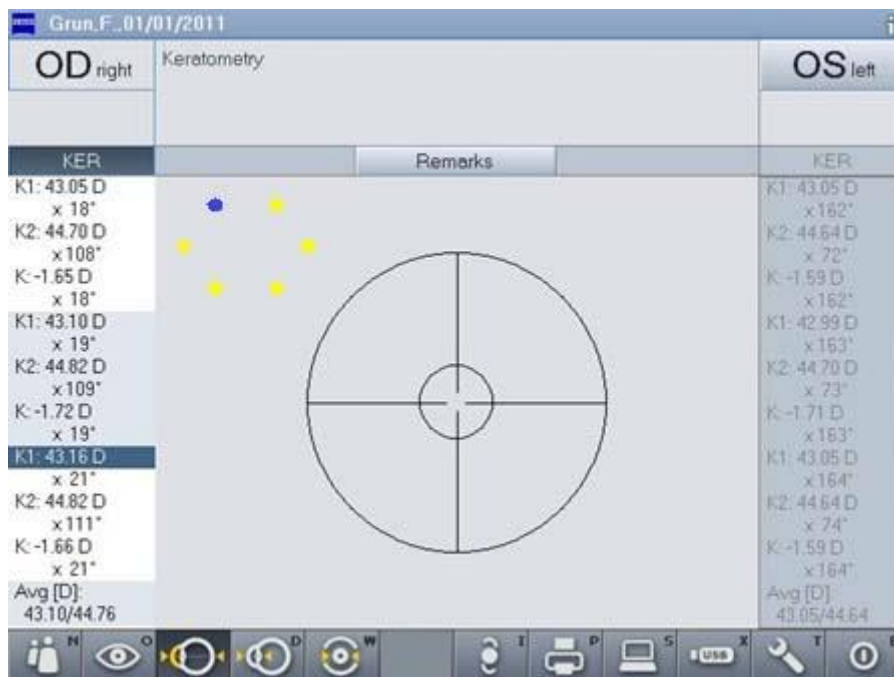 ZEISS
Grun,F.,01/01/2011
OD right
Keratometry
OS left
KER
Remarks
KER
K1: 43.05 D
x 18°
K2: 44.70 D
x 108°
K: -1.65 D
x 18°
K1: 43.10 D
x 19°
K2: 44.82 D
x 109°
K: -1.72 D
x 19°
K1: 43.16 D
x 21°
K2: 44.82 D
x 111°
K: -1.66 D
x 21°
Avg [D]:
43.10/44.76
K1: 43.05 D
x 162°
K2: 44.64 D
x 72°
K: -1.59 D
x 162°
K1: 42.99 D
x 163°
K2: 44.70 D
x 73°
K: -1.71 D
x 163°
K1: 43.05 D
x 164°
K2: 44.64 D
x 74°
K: -1.59 D
x 164°
Avg [D]:
43.05/44.64
N O D W I P S USB X T